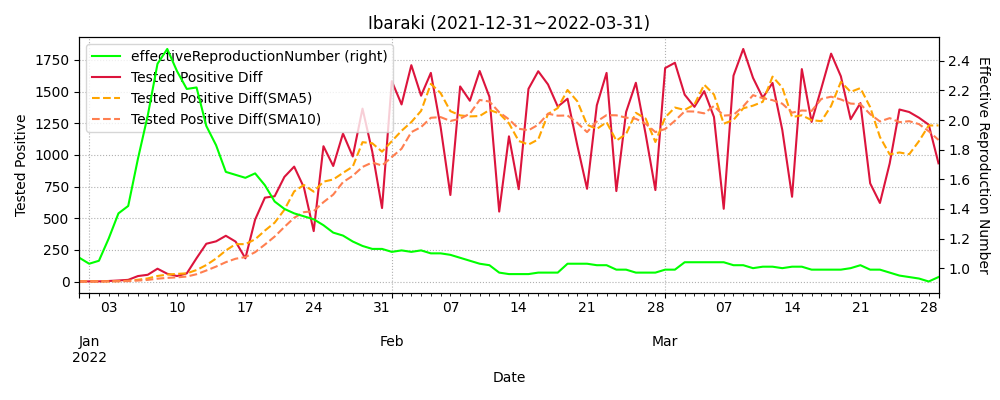 Ibaraki (2021-12-31~2022-03-31)
effectiveReproductionNumber (right)
Tested Positive Diff
Tested Positive Diff(SMA5)
Tested Positive Diff(SMA10)
Tested Positive
1750
1500
1250
1000
750
500
250
0
2.4
2.2
2.0
1.8
1.6
1.4
1.2
1.0
Effective Reproduction Number
03 10 17 24 31 07 14 21 28 07 14 21 28
Jan Feb Mar
2022
Date